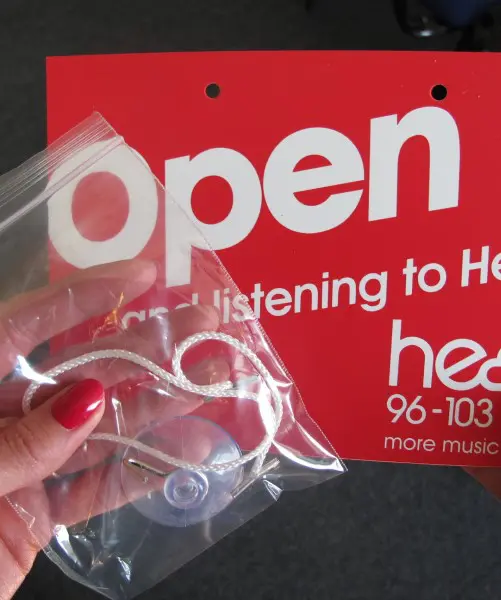 open
and listening to He
hea
96-103
more music